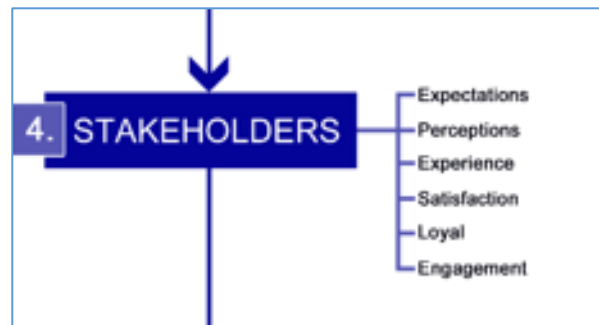 4. STAKEHOLDERS
Expectations
Perceptions
Experience
Satisfaction
Loyal
Engagement